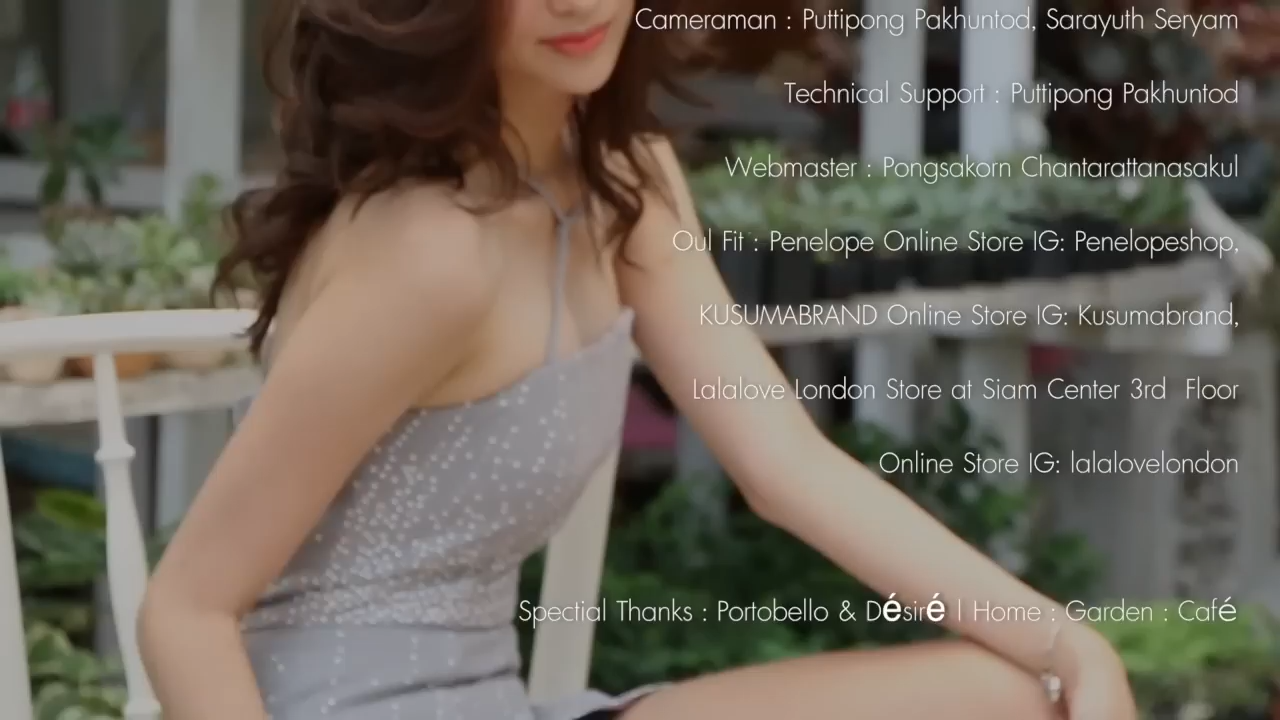 Cameraman : Puttipong Pakhuntod, Sarayuth Seryam
Technical Support : Puttipong Pakhuntod
Webmaster : Pongsakorn Chantarattanasakul
Oul Fit : Penelope Online Store IG: Penelopeshop,
KUSUMABRAND Online Store IG: Kusumabrand,
Lalalove London Store at Siam Center 3rd  Floor
Online Store IG: lalalovelondon
Spectial Thanks : Portobello & Désiré | Home : Garden : Café